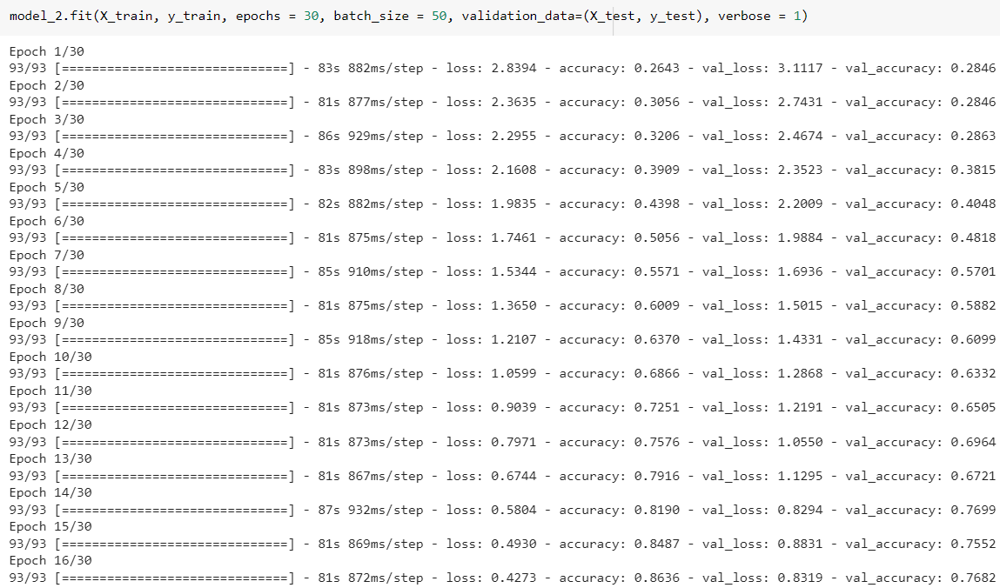 model_2.fit(X_train, y_train, epochs = 30, batch_size = 50, validation_data=(X_test, y_test), verbose = 1)
Epoch 1/30
93/93 [==============================] - 83s 882ms/step - loss: 2.8394 - accuracy: 0.2643 - val_loss: 3.1117 - val_accuracy: 0.2846
Epoch 2/30
93/93 [==============================] - 81s 877ms/step - loss: 2.3635 - accuracy: 0.3056 - val_loss: 2.7431 - val_accuracy: 0.2846
Epoch 3/30
93/93 [==============================] - 86s 929ms/step - loss: 2.2955 - accuracy: 0.3206 - val_loss: 2.4674 - val_accuracy: 0.2863
Epoch 4/30
93/93 [==============================] - 83s 898ms/step - loss: 2.1608 - accuracy: 0.3909 - val_loss: 2.3523 - val_accuracy: 0.3815
Epoch 5/30
93/93 [==============================] - 82s 882ms/step - loss: 1.9835 - accuracy: 0.4398 - val_loss: 2.2009 - val_accuracy: 0.4048
Epoch 6/30
93/93 [==============================] - 81s 875ms/step - loss: 1.7461 - accuracy: 0.5056 - val_loss: 1.9884 - val_accuracy: 0.4818
Epoch 7/30
93/93 [==============================] - 85s 910ms/step - loss: 1.5344 - accuracy: 0.5571 - val_loss: 1.6936 - val_accuracy: 0.5701
Epoch 8/30
93/93 [==============================] - 81s 875ms/step - loss: 1.3650 - accuracy: 0.6009 - val_loss: 1.5015 - val_accuracy: 0.5882
Epoch 9/30
93/93 [==============================] - 85s 918ms/step - loss: 1.2107 - accuracy: 0.6370 - val_loss: 1.4331 - val_accuracy: 0.6099
Epoch 10/30
93/93 [==============================] - 81s 876ms/step - loss: 1.0599 - accuracy: 0.6866 - val_loss: 1.2868 - val_accuracy: 0.6332
Epoch 11/30
93/93 [==============================] - 81s 873ms/step - loss: 0.9039 - accuracy: 0.7251 - val_loss: 1.2191 - val_accuracy: 0.6505
Epoch 12/30
93/93 [==============================] - 81s 873ms/step - loss: 0.7971 - accuracy: 0.7576 - val_loss: 1.0550 - val_accuracy: 0.6964
Epoch 13/30
93/93 [==============================] - 81s 867ms/step - loss: 0.6744 - accuracy: 0.7916 - val_loss: 1.1295 - val_accuracy: 0.6721
Epoch 14/30
93/93 [==============================] - 87s 932ms/step - loss: 0.5804 - accuracy: 0.8190 - val_loss: 0.8294 - val_accuracy: 0.7699
Epoch 15/30
93/93 [==============================] - 81s 869ms/step - loss: 0.4930 - accuracy: 0.8487 - val_loss: 0.8831 - val_accuracy: 0.7552
Epoch 16/30
93/93 [==============================] - 81s 872ms/step - loss: 0.4273 - accuracy: 0.8636 - val_loss: 0.8319 - val_accuracy: 0.7682